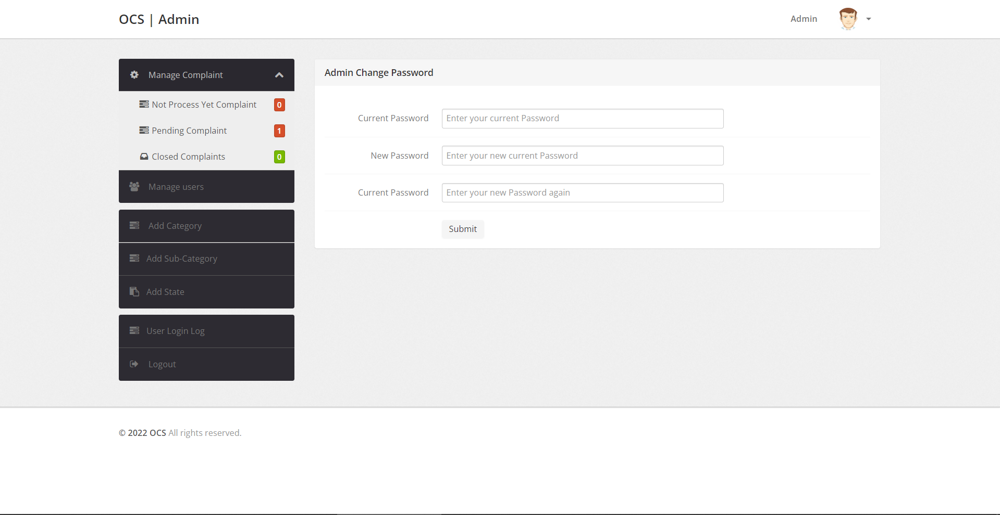 OCS | Admin
Admin
Manage Complaint
Not Process Yet Complaint 0
Pending Complaint 1
Closed Complaints 0
Manage users
Add Category
Add Sub-Category
Add State
User Login Log
Logout
Admin Change Password
Current Password Enter your current Password
New Password Enter your new current Password
Current Password Enter your new Password again
Submit
© 2022 OCS All rights reserved.